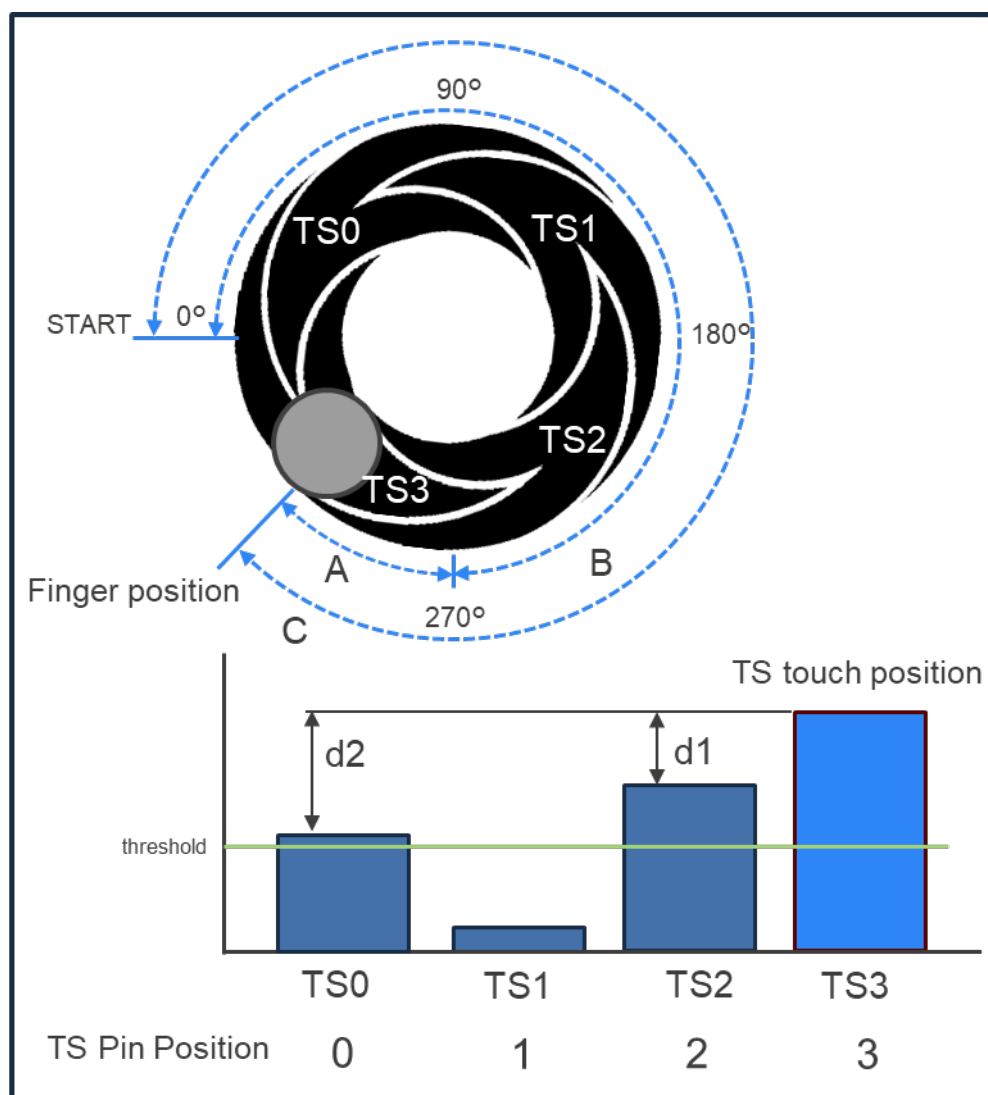 90°
TS0
TS1
START
0°
180°
TS2
TS3
A
B
Finger position
270°
C
TS touch position
d2
d1
threshold
TS0 TS1 TS2 TS3
TS Pin Position 0 1 2 3